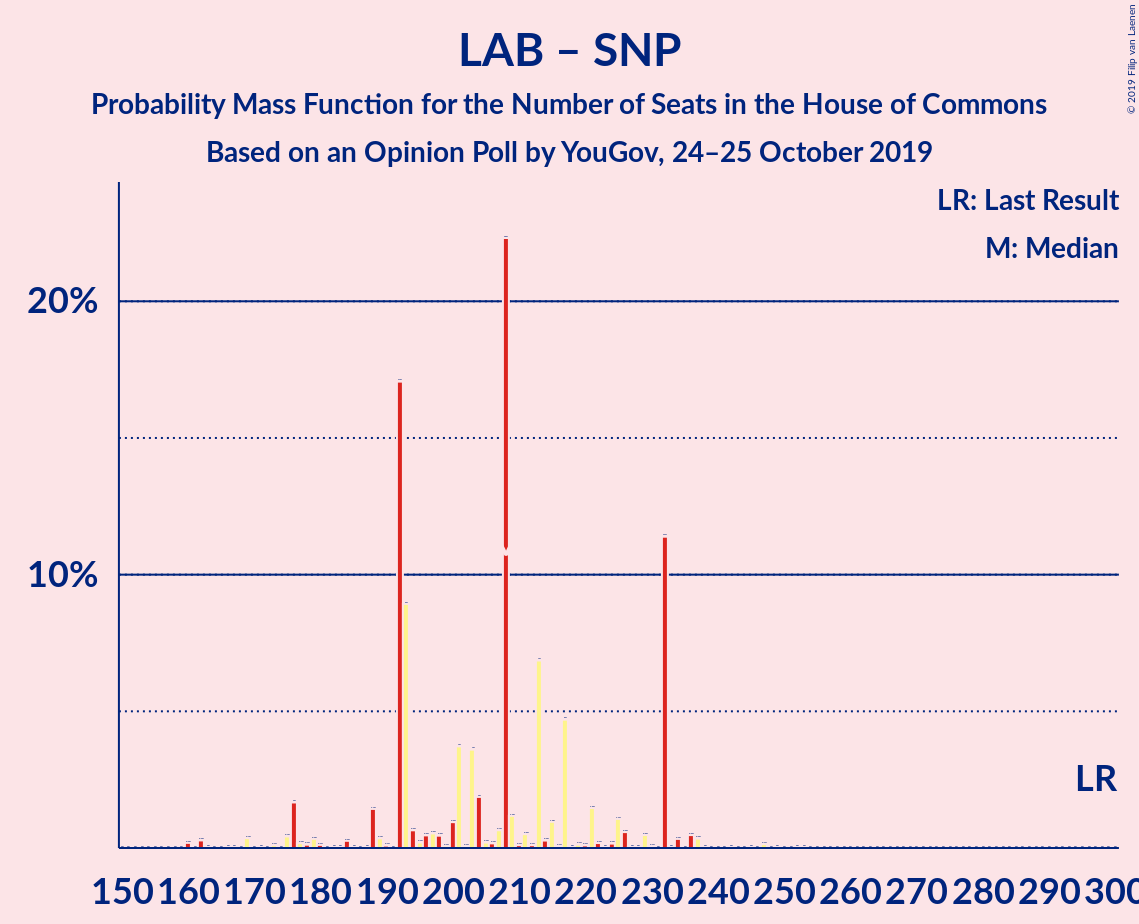 LAB – SNP
Probability Mass Function for the Number of Seats in the House of Commons
Based on an Opinion Poll by YouGov, 24–25 October 2019
© 2019 Filip van Laenen
LR: Last Result
M: Median
20%
10%
LR
150 160 170 180 190 200 210 220 230 240 250 260 270 280 290 300